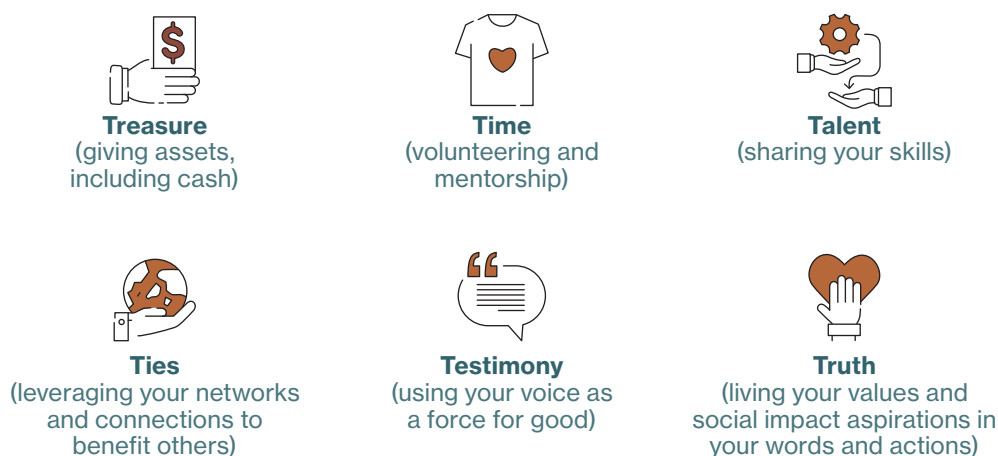 $
Treasure
(giving assets,
including cash)
Time
(volunteering and
mentorship)
Talent
(sharing your skills)
Ties
(leveraging your networks
and connections to
benefit others)
Testimony
(using your voice as
a force for good)
Truth
(living your values and
social impact aspirations in
your words and actions)